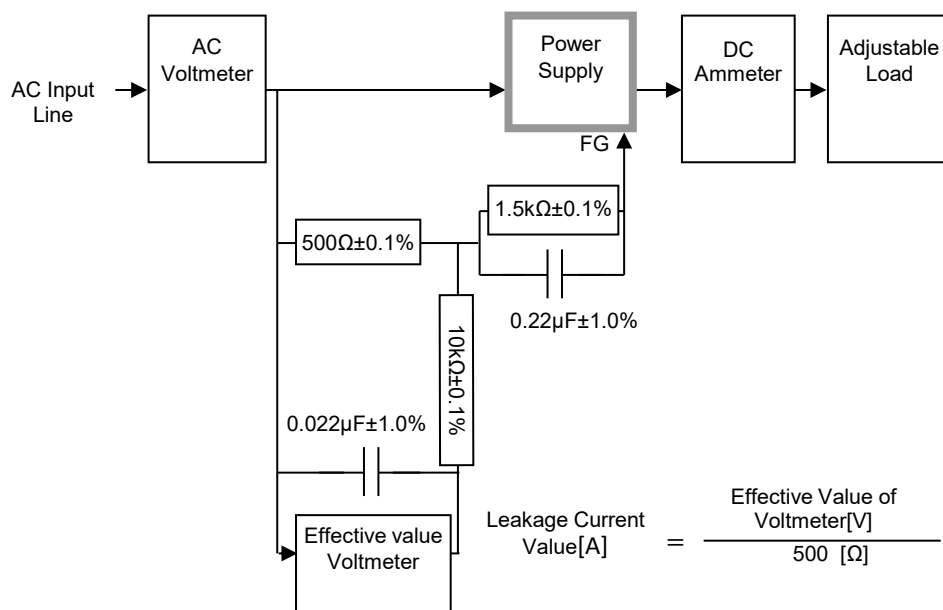 AC
Voltmeter
Power
Supply
DC
Ammeter
Adjustable
Load
AC Input
Line
FG
1.5kΩ±0.1%
500Ω±0.1%
0.22µF±1.0%
10kΩ±0.1%
0.022µF±1.0%
Effective value
Voltmeter
Leakage Current
Value[A]
=
Effective Value of
Voltmeter[V]
500 [Ω]